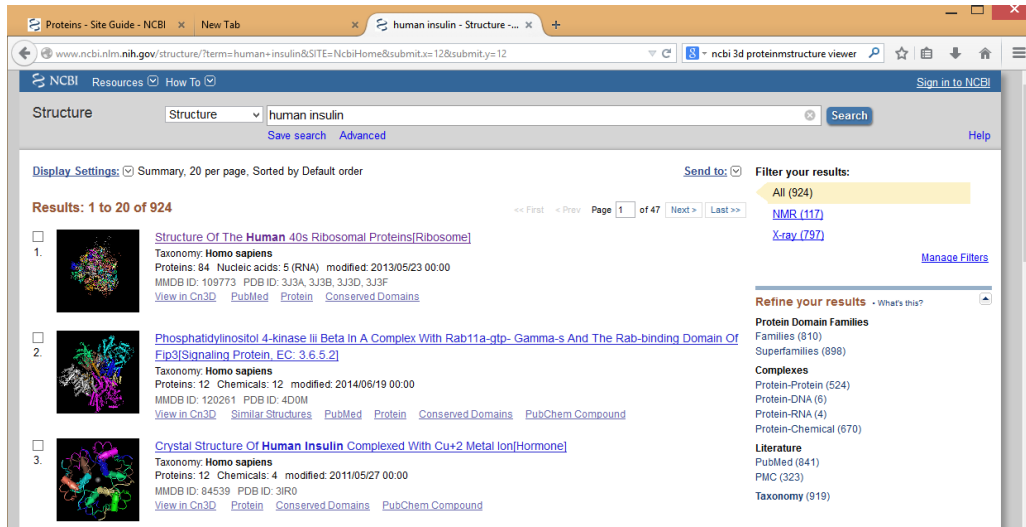 Proteins - Site Guide - NCBI × New Tab × human insulin - Structure -... × +
www.ncbi.nlm.nih.gov/structure/?term=human+insulin&SITE=NcbiHome&submit.x=12&submit.y=12 ncbi 3d proteinmstructure viewer
NCBI Resources How To Sign in to NCBI
Structure Structure human insulin Search
Save search Advanced Help
Display Settings: Summary, 20 per page, Sorted by Default order Send to: Filter your results:
All (924)
Results: 1 to 20 of 924 << First < Prev Page 1 of 47 Next > Last >> NMR (117)
X-ray (797)
Manage Filters
1. Structure Of The Human 40s Ribosomal Proteins[Ribosome]
Taxonomy: Homo sapiens
Proteins: 84 Nucleic acids: 5 (RNA) modified: 2013/05/23 00:00
MMDB ID: 109773 PDB ID: 3J3A, 3J3B, 3J3D, 3J3F
View in Cn3D PubMed Protein Conserved Domains
2. Phosphatidylinositol 4-kinase Iii Beta In A Complex With Rab11a-gtp- Gamma-s And The Rab-binding Domain Of
Fip3[Signaling Protein, EC: 3.6.5.2]
Taxonomy: Homo sapiens
Proteins: 12 Chemicals: 12 modified: 2014/06/19 00:00
MMDB ID: 120261 PDB ID: 4D0M
View in Cn3D Similar Structures PubMed Protein Conserved Domains PubChem Compound
3. Crystal Structure Of Human Insulin Complexed With Cu+2 Metal Ion[Hormone]
Taxonomy: Homo sapiens
Proteins: 12 Chemicals: 4 modified: 2011/05/27 00:00
MMDB ID: 84539 PDB ID: 3IR0
View in Cn3D Protein Conserved Domains PubChem Compound
Refine your results • What's this?
Protein Domain Families
Families (810)
Superfamilies (898)
Complexes
Protein-Protein (524)
Protein-DNA (6)
Protein-RNA (4)
Protein-Chemical (670)
Literature
PubMed (841)
PMC (323)
Taxonomy (919)